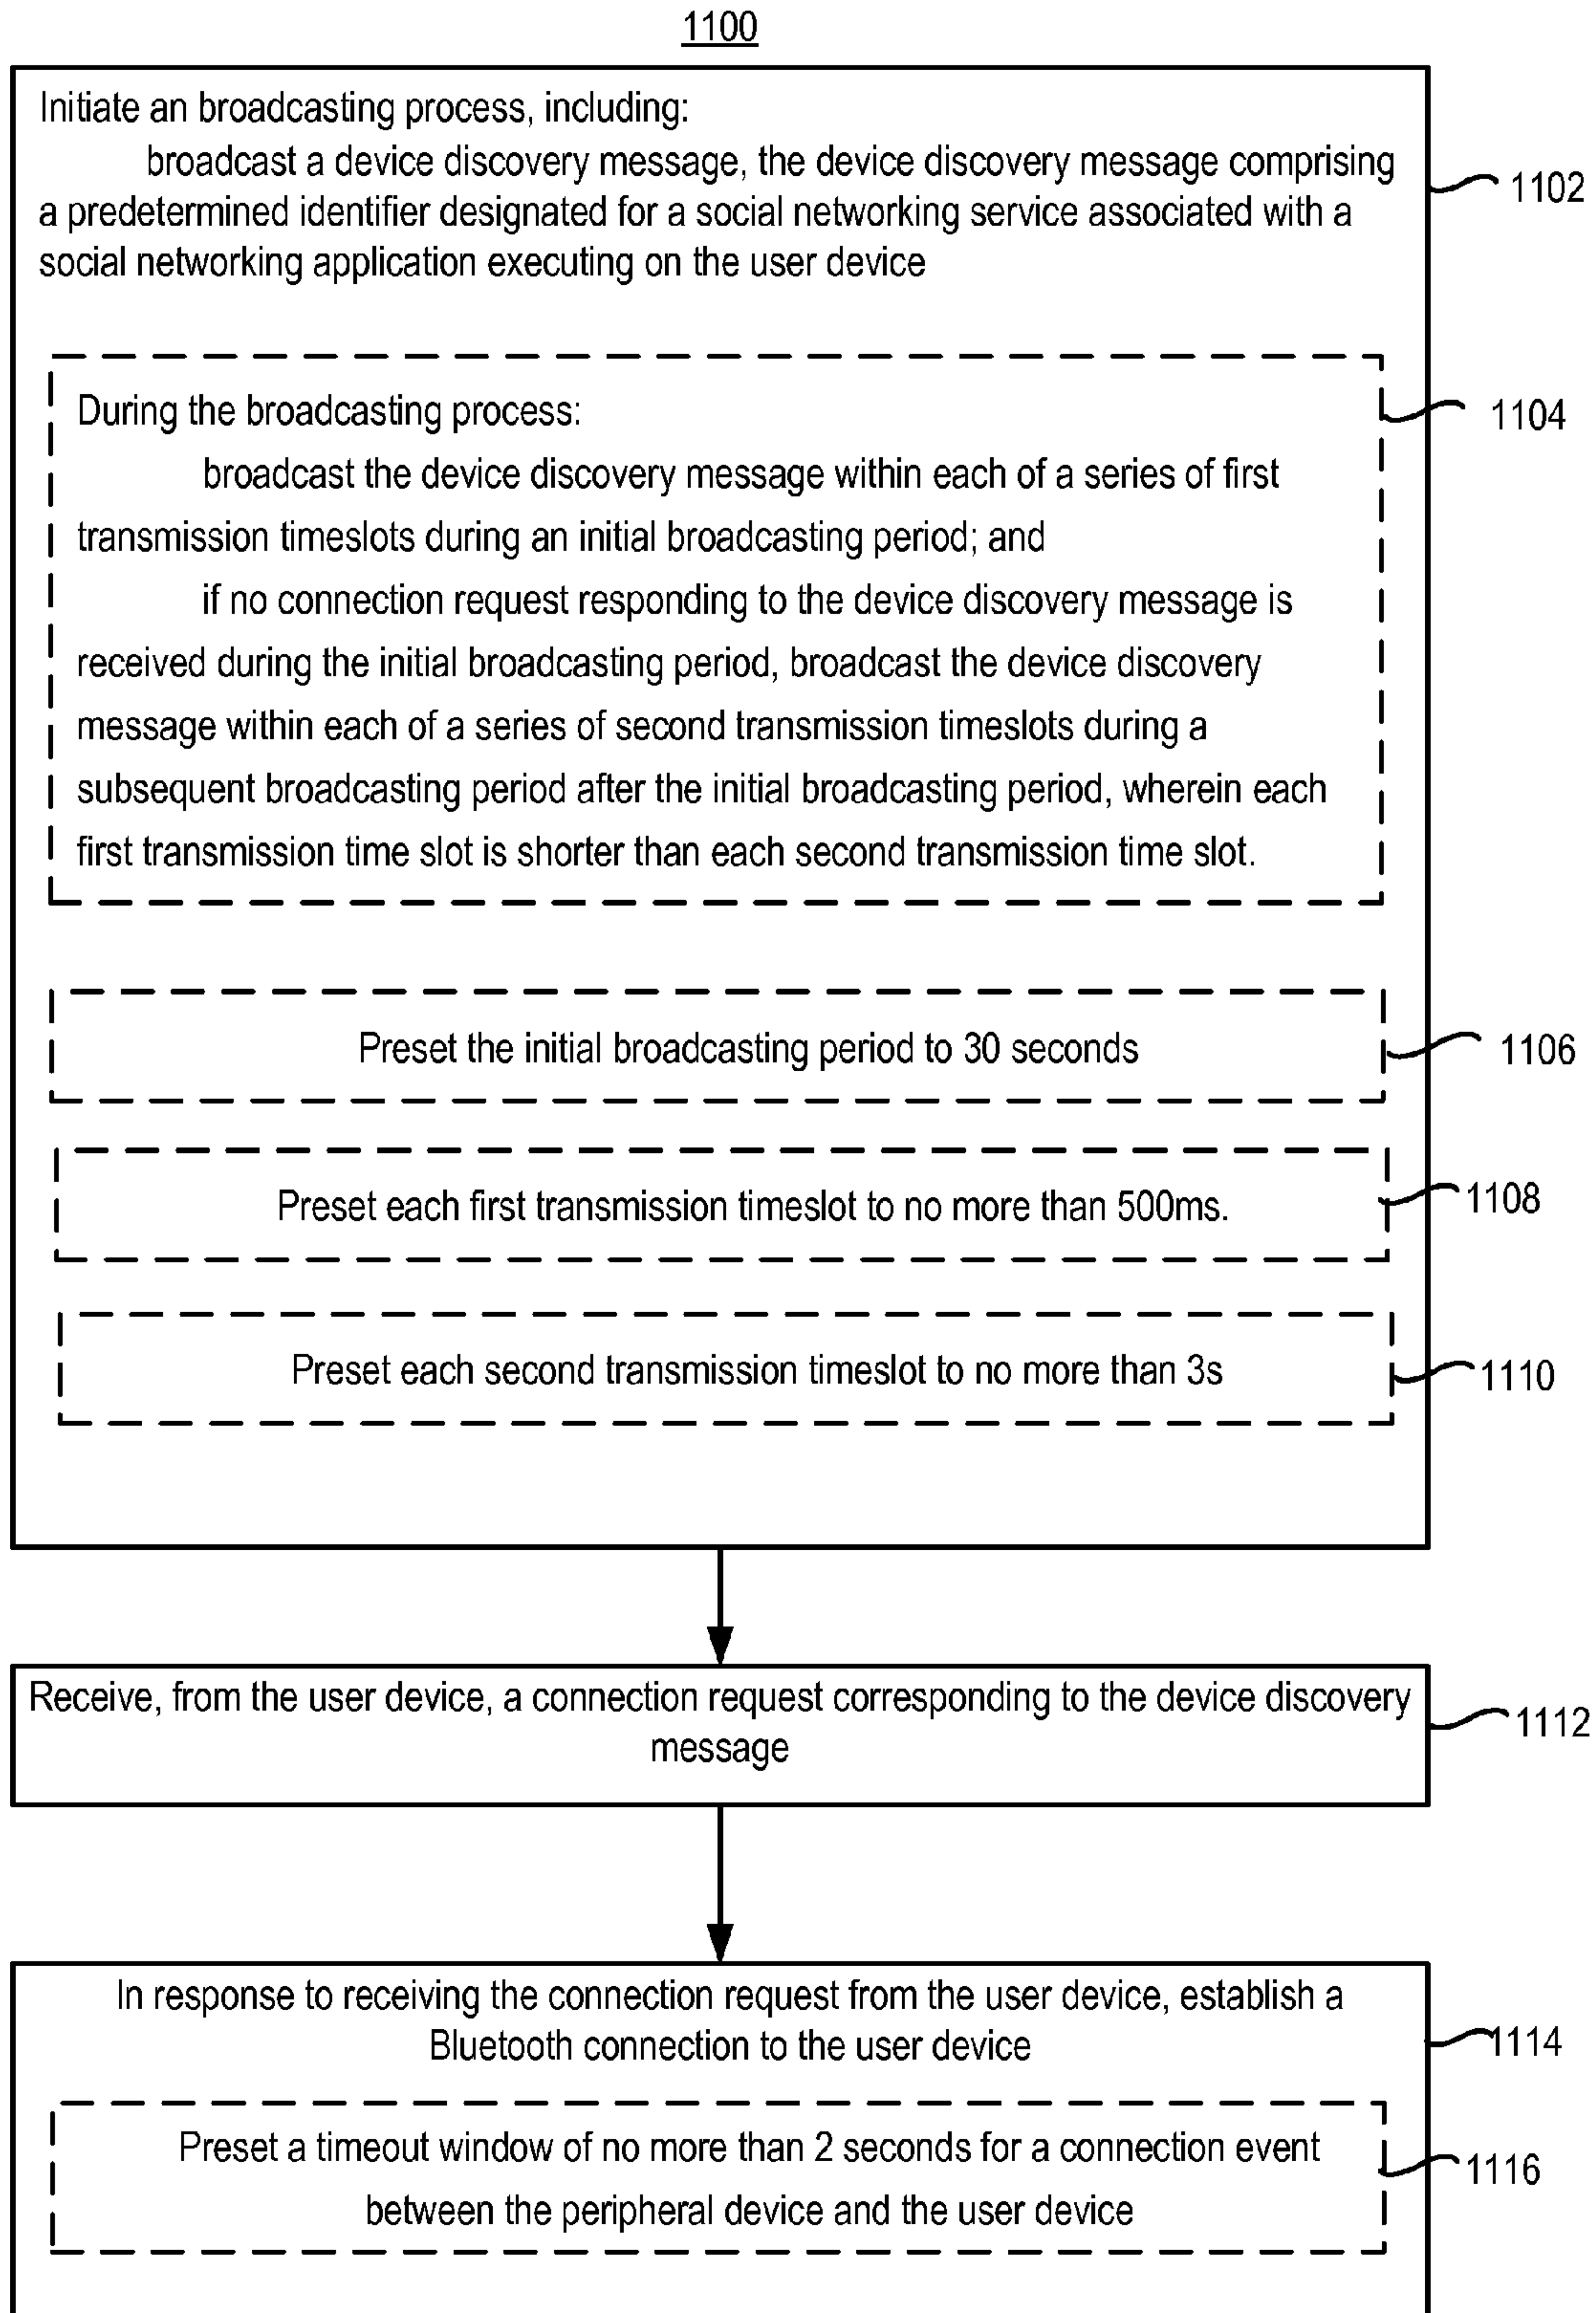 1100
Initiate an broadcasting process, including:
broadcast a device discovery message, the device discovery message comprising
a predetermined identifier designated for a social networking service associated with a
social networking application executing on the user device
1102
During the broadcasting process:
1104
broadcast the device discovery message within each of a series of first
transmission timeslots during an initial broadcasting period; and
if no connection request responding to the device discovery message is
received during the initial broadcasting period, broadcast the device discovery
message within each of a series of second transmission timeslots during a
subsequent broadcasting period after the initial broadcasting period, wherein each
first transmission time slot is shorter than each second transmission time slot.
Preset the initial broadcasting period to 30 seconds
1106
Preset each first transmission timeslot to no more than 500ms.
1108
Preset each second transmission timeslot to no more than 3s
1110
Receive, from the user device, a connection request corresponding to the device discovery
message
1112
In response to receiving the connection request from the user device, establish a
Bluetooth connection to the user device
1114
Preset a timeout window of no more than 2 seconds for a connection event
between the peripheral device and the user device
1116